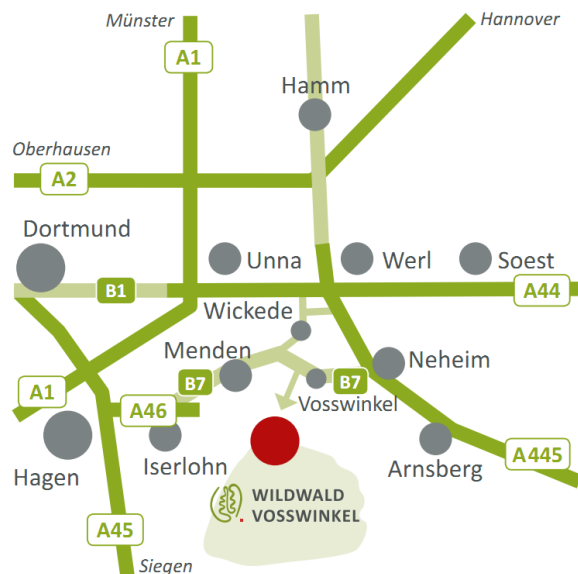 Münster
Hannover
A1
Hamm
Oberhausen
A2
Dortmund
Unna
Werl
Soest
B1
A44
Wickede
Menden
Neheim
B7
B7
A1
Vosswinkel
A46
Hagen
Iserlohn
Arnsberg
A445
WILDWALD
VOSSWINKEL
A45
Siegen